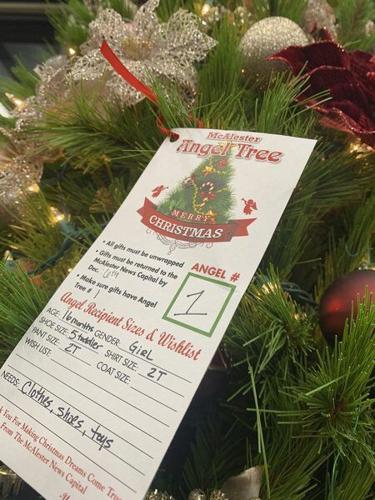 McAlester
Angel Tree
MERRY
CHRISTMAS
• All gifts must be unwrapped
• Gifts must be returned to the
McAlester News Capital by
Dec.
• Make sure gifts have Angel
Tree # 1
ANGEL #
1
Angel Recipient Sizes & Wishlist
AGE: 16 months GENDER: GIRL
SHOE SIZE: 5 toddler SHIRT SIZE: 2T
PANT SIZE: 2T COAT SIZE:
WISH LIST:
NEEDS: Clothes, shoes, toys
You For Making Christmas Dreams Come True
From The McAlester News Capital